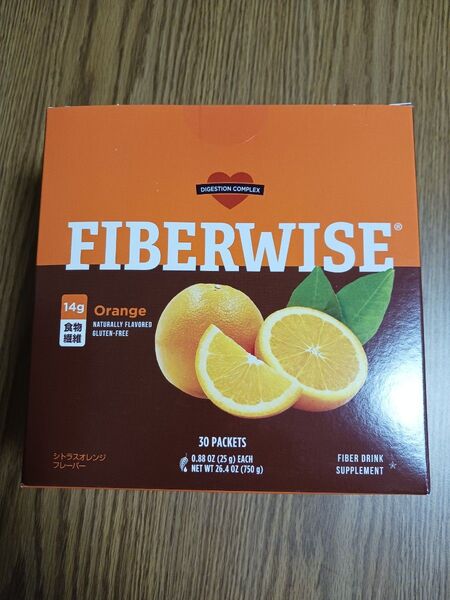 DIGESTION COMPLEX
FIBERWISE®
14g
食物
繊維
Orange
NATURALLY FLAVORED
GLUTEN-FREE
30 PACKETS
0.88 OZ (25 g) EACH
NET WT 26.4 OZ (750 g)
シトラスオレンジ
フレーバー
FIBER DRINK
SUPPLEMENT